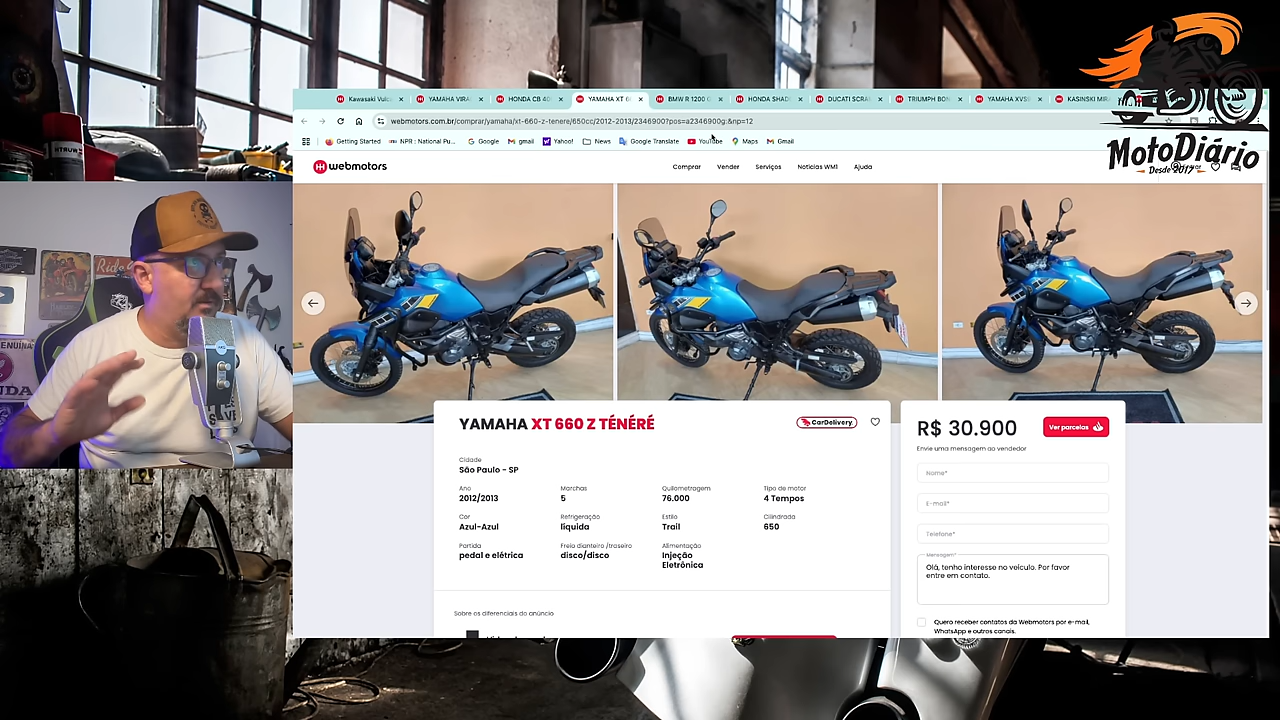 MotoDiário
Desde 2017
Kawasaki Vulc
YAMAHA VIRA
HONDA CB 40
YAMAHA XT 6
BMW R 1200 G
HONDA SHAD
DUCATI SCRA
TRIUMPH BON
YAMAHA XVS6
KASINSKI MIRA
webmotors.com.br/comprar/yamaha/xt-660-z-tenere/650cc/2012-2013/2346900?pos=a2346900g:&np=12
Getting Started
NPR : National Pu...
Google
gmail
Yahoo!
News
Google Translate
YouTube
Maps
Gmail
webmotors
Comprar
Vender
Serviços
Notícias WM1
Ajuda
YAMAHA XT 660 Z TÉNÉRÉ
CarDelivery
Cidade
São Paulo - SP
Ano
2012/2013
Marchas
5
Quilometragem
76.000
Tipo de motor
4 Tempos
Cor
Azul-Azul
Refrigeração
líquida
Estilo
Trail
Cilindrada
650
Partida
pedal e elétrica
Freio dianteiro /traseiro
disco/disco
Alimentação
Injeção
Eletrônica
Sobre os diferenciais do anúncio
R$ 30.900
Ver parcelas
Envie uma mensagem ao vendedor
Nome*
E-mail*
Telefone*
Mensagem*
Olá, tenho interesse no veículo. Por favor
entre em contato.
Quero receber contatos da Webmotors por e-mail,
WhatsApp e outros canais.